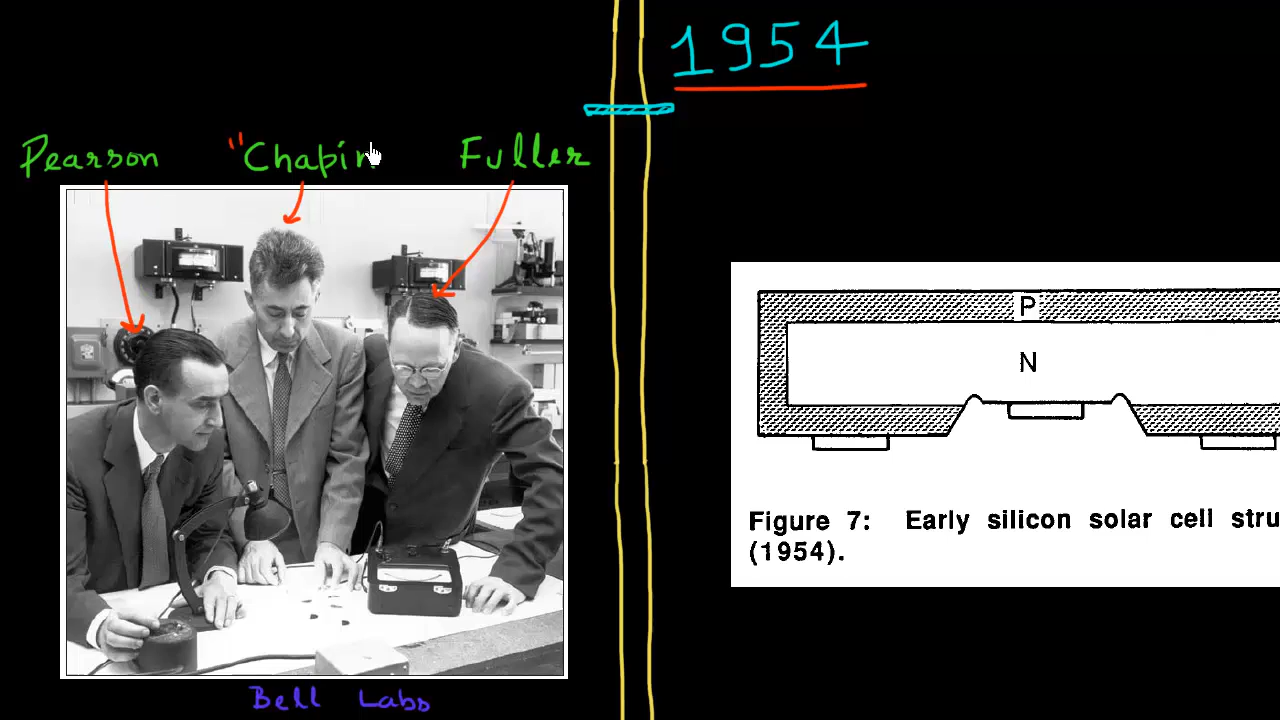 1954
Pearson "Chapin Fuller
P
N
Figure 7: Early silicon solar cell stru
(1954).
Bell Labs